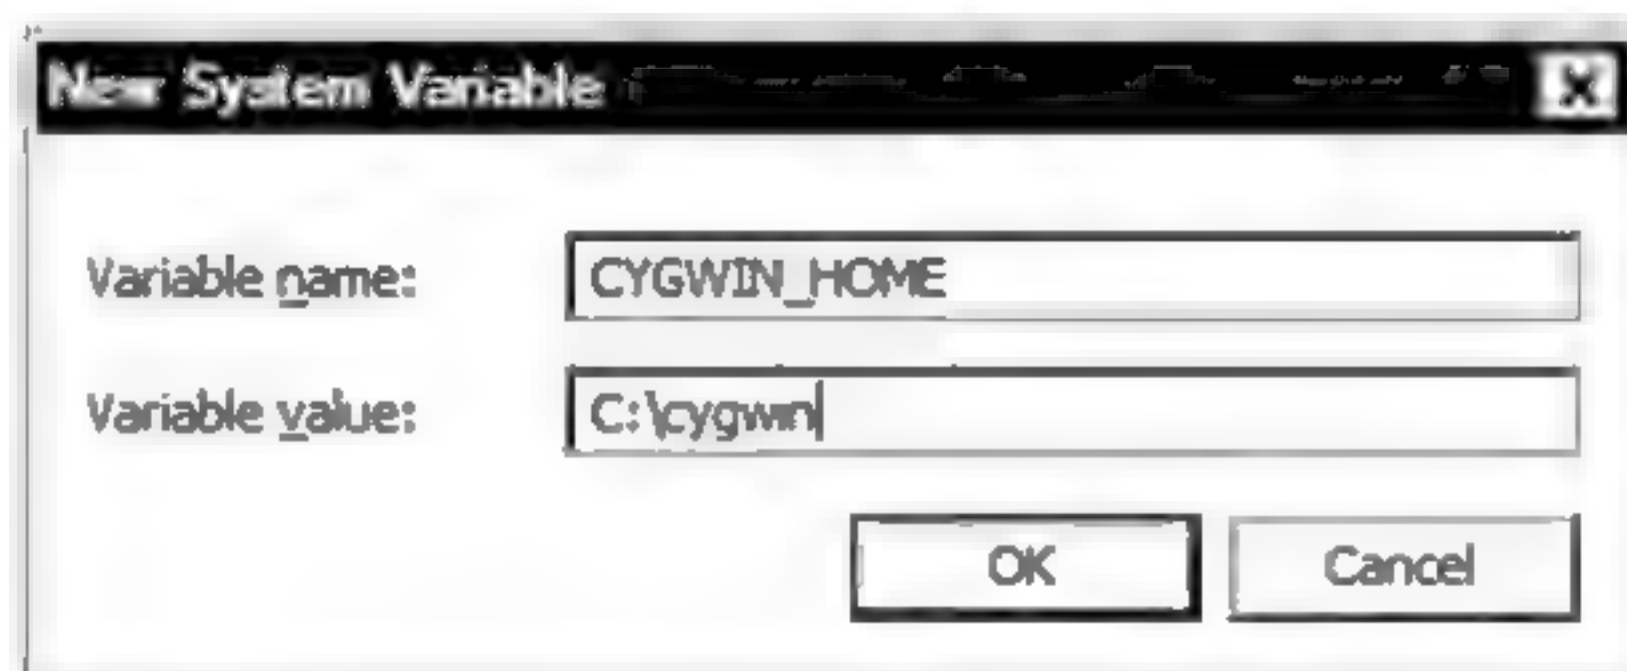 New System Variable
Variable name: CYGWIN_HOME
Variable value: C:\cygwin
OK Cancel